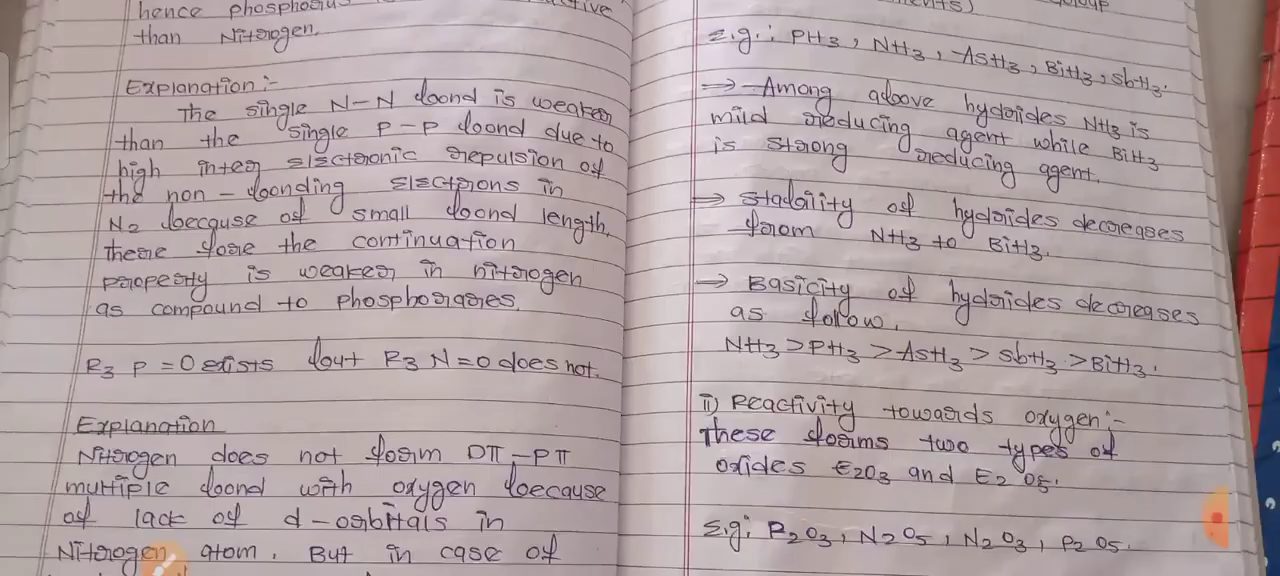 hence phosphorus
than Nitrogen.
Explanation :-
The single N-N bond is weaker
than the single P-P bond due to
high inter electronic repulsion of
the non-bonding electrons in
N2 because of small bond length.
There fore the continuation
property is weaker in nitrogen
as compound to phosphorares.
R3 P = O exists but R3 N = O does not.
Explanation
Nitrogen does not form Dπ-Pπ
multiple bond with oxygen because
of lack of d-orbitals in
Nitrogen atom. But in case of
E.g.: PH3, NH3, AsH3, BiH3, SbH3.
→ Among above hydrides NH3 is
mild reducing agent while BiH3
is strong reducing agent.
→ Stability of hydrides decreases
from NH3 to BiH3.
→ Basicity of hydrides decreases
as follow.
NH3 > PH3 > AsH3 > SbH3 > BiH3.
ii) Reactivity towards oxygen :-
These forms two types of
oxides E2O3 and E2 O5.
E.g; P2O3, N2O5, N2O3, P2O5.